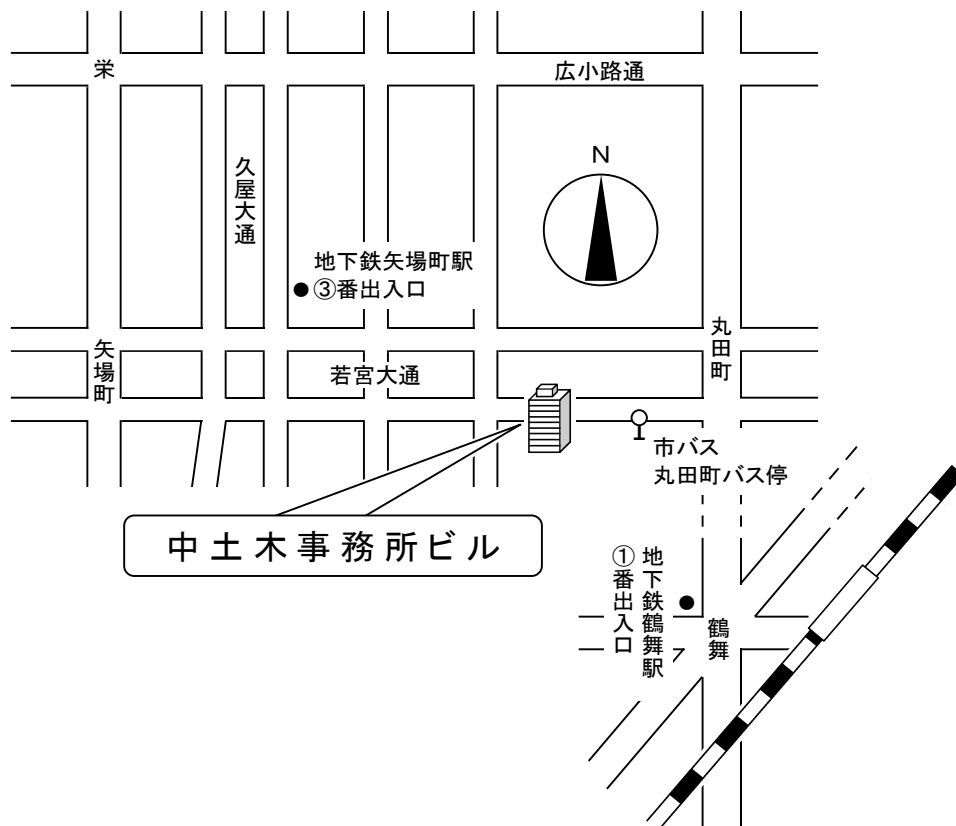 栄
広小路通
N
久屋大通
地下鉄矢場町駅
③番出入口
丸田町
矢場町
若宮大通
市バス
丸田町バス停
中土木事務所ビル
地下鉄鶴舞駅
①番出入口
鶴舞